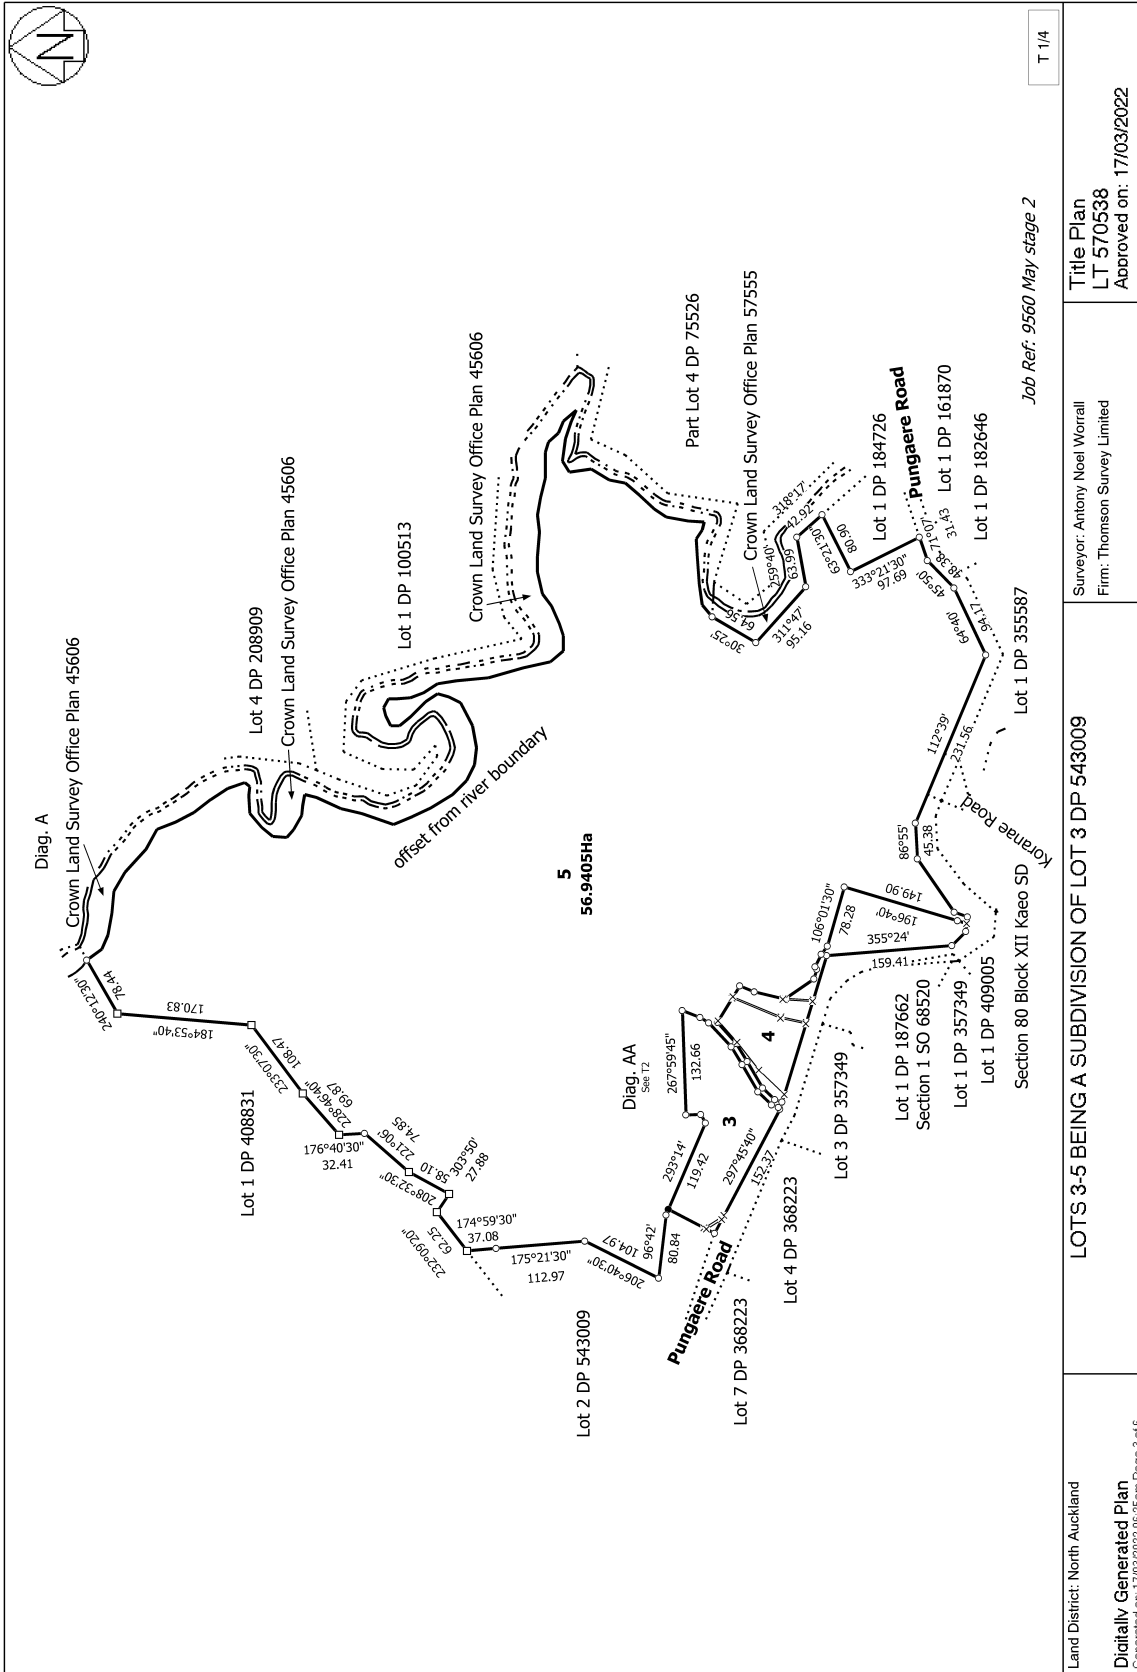 N
T 1/4
Diag. A
Crown Land Survey Office Plan 45606
Lot 4 DP 208909
Crown Land Survey Office Plan 45606
Lot 1 DP 100513
Crown Land Survey Office Plan 45606
Part Lot 4 DP 75526
Crown Land Survey Office Plan 57555
Lot 1 DP 184726
Pungaere Road
Lot 1 DP 161870
Lot 1 DP 182646
Lot 1 DP 355587
Koranae Road
Section 80 Block XII Kaeo SD
Lot 1 DP 409005
Lot 1 DP 357349
Section 1 SO 68520
Lot 1 DP 187662
Lot 3 DP 357349
Lot 4 DP 368223
Lot 7 DP 368223
Pungaere Road
Lot 2 DP 543009
Lot 1 DP 408831
offset from river boundary
5
56.9405Ha
Diag. AA
See T2
3
4
240°12'30"
78.44
184°53'40"
170.83
233°07'30"
108.47
228°46'40"
69.87
176°40'30"
32.41
221°06'
74.85
208°32'30"
58.10
303°50'
27.88
232°09'20"
62.25
174°59'30"
37.08
175°21'30"
112.97
206°40'30"
104.97
96°42'
80.84
293°14'
119.42
267°59'45"
132.66
297°45'40"
152.37
106°01'30"
78.28
196°40'
149.90
355°24'
159.41
86°55'
45.38
112°39'
231.56
64°40'
94.17
45°50'
48.38
71°07'
31.43
333°21'30"
97.69
63°21'30"
80.90
318°17'
42.92
259°40'
63.99
311°47'
95.16
30°25'
64.56
Job Ref: 9560 May stage 2
Land District: North Auckland
Digitally Generated Plan
LOTS 3-5 BEING A SUBDIVISION OF LOT 3 DP 543009
Surveyor: Antony Noel Worrall
Firm: Thomson Survey Limited
Title Plan
LT 570538
Approved on: 17/03/2022